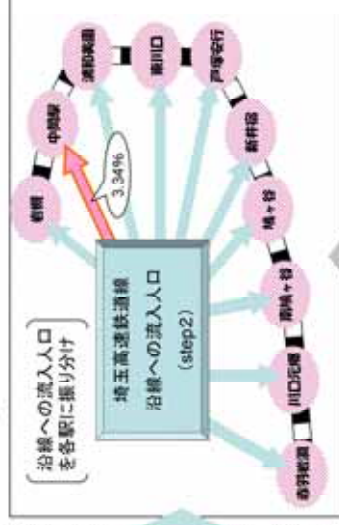 沿線への流入人口
を各駅に振り分け
埼玉高速鉄道線
沿線への流入人口
(step2)
3.34%
岩槻
中間駅
浦和美園
東川口
戸塚安行
新井宿
鳩ヶ谷
南鳩ヶ谷
川口元郷
赤羽岩淵